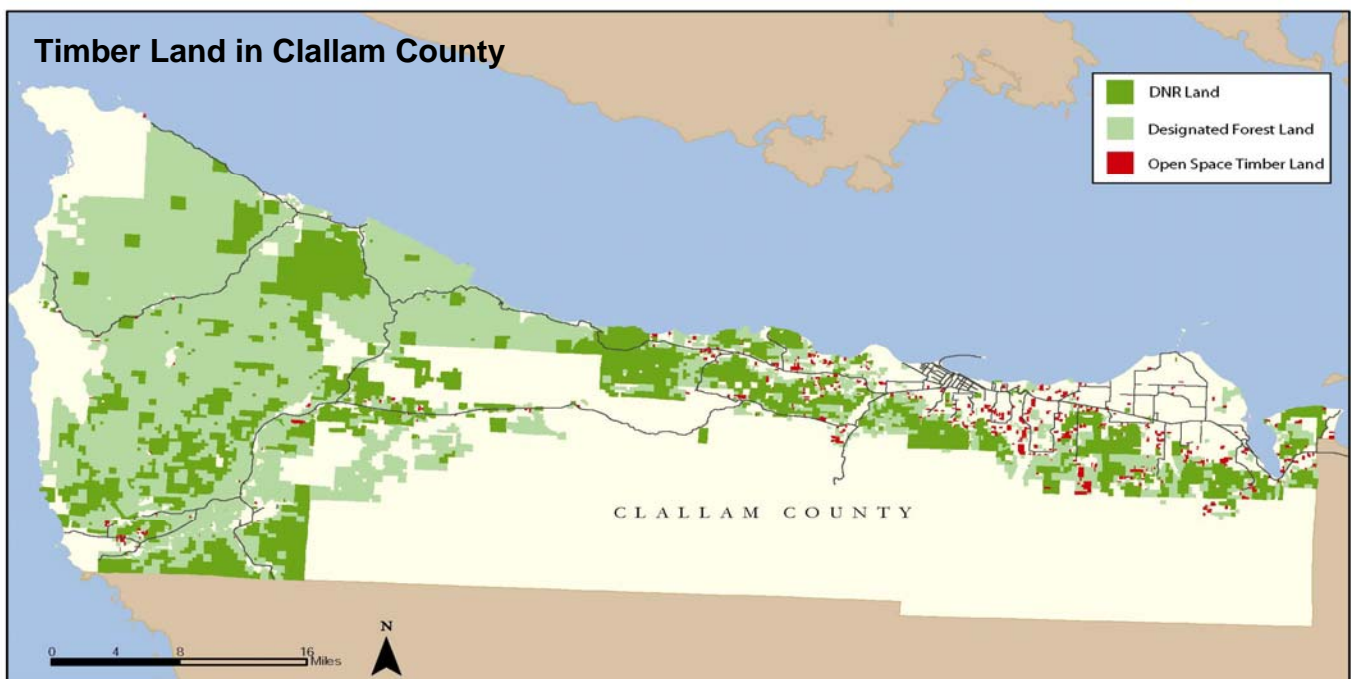 Timber Land in Clallam County
DNR Land
Designated Forest Land
Open Space Timber Land
CLALLAM COUNTY
N
0 4 8 16
Miles